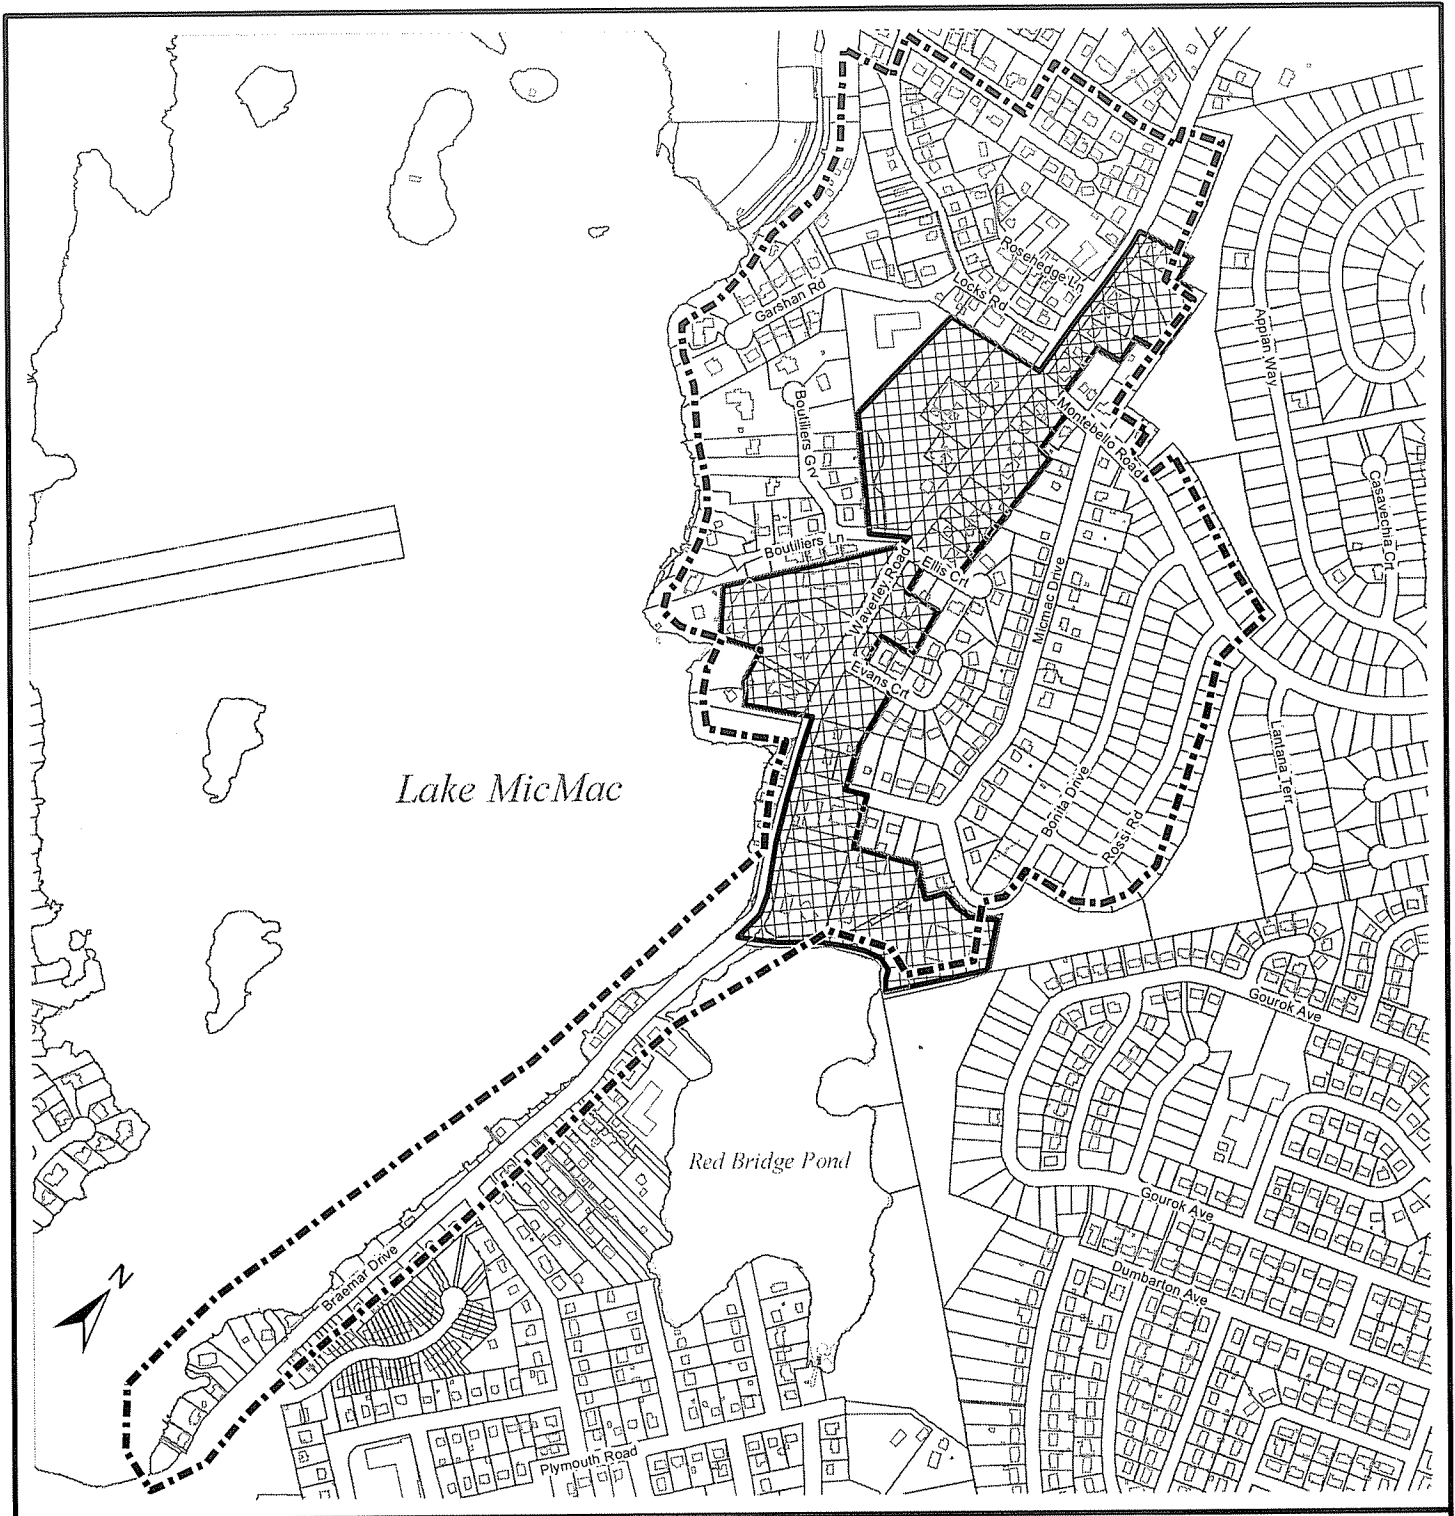 Rosehedge Ln
Locks Rd
Garshan Rd
Appian Way
Boutiliers Grv
Montebello Road
Casavechia Crt
Boutiliers Ln
Ellis Crt
Waverley Road
Micmac Drive
Evans Crt
Lantana Terr
Lake MicMac
Bonita Drive
Rossi Rd
Gourok Ave
Red Bridge Pond
Gourok Ave
N
Braemar Drive
Dumbarton Ave
Plymouth Road